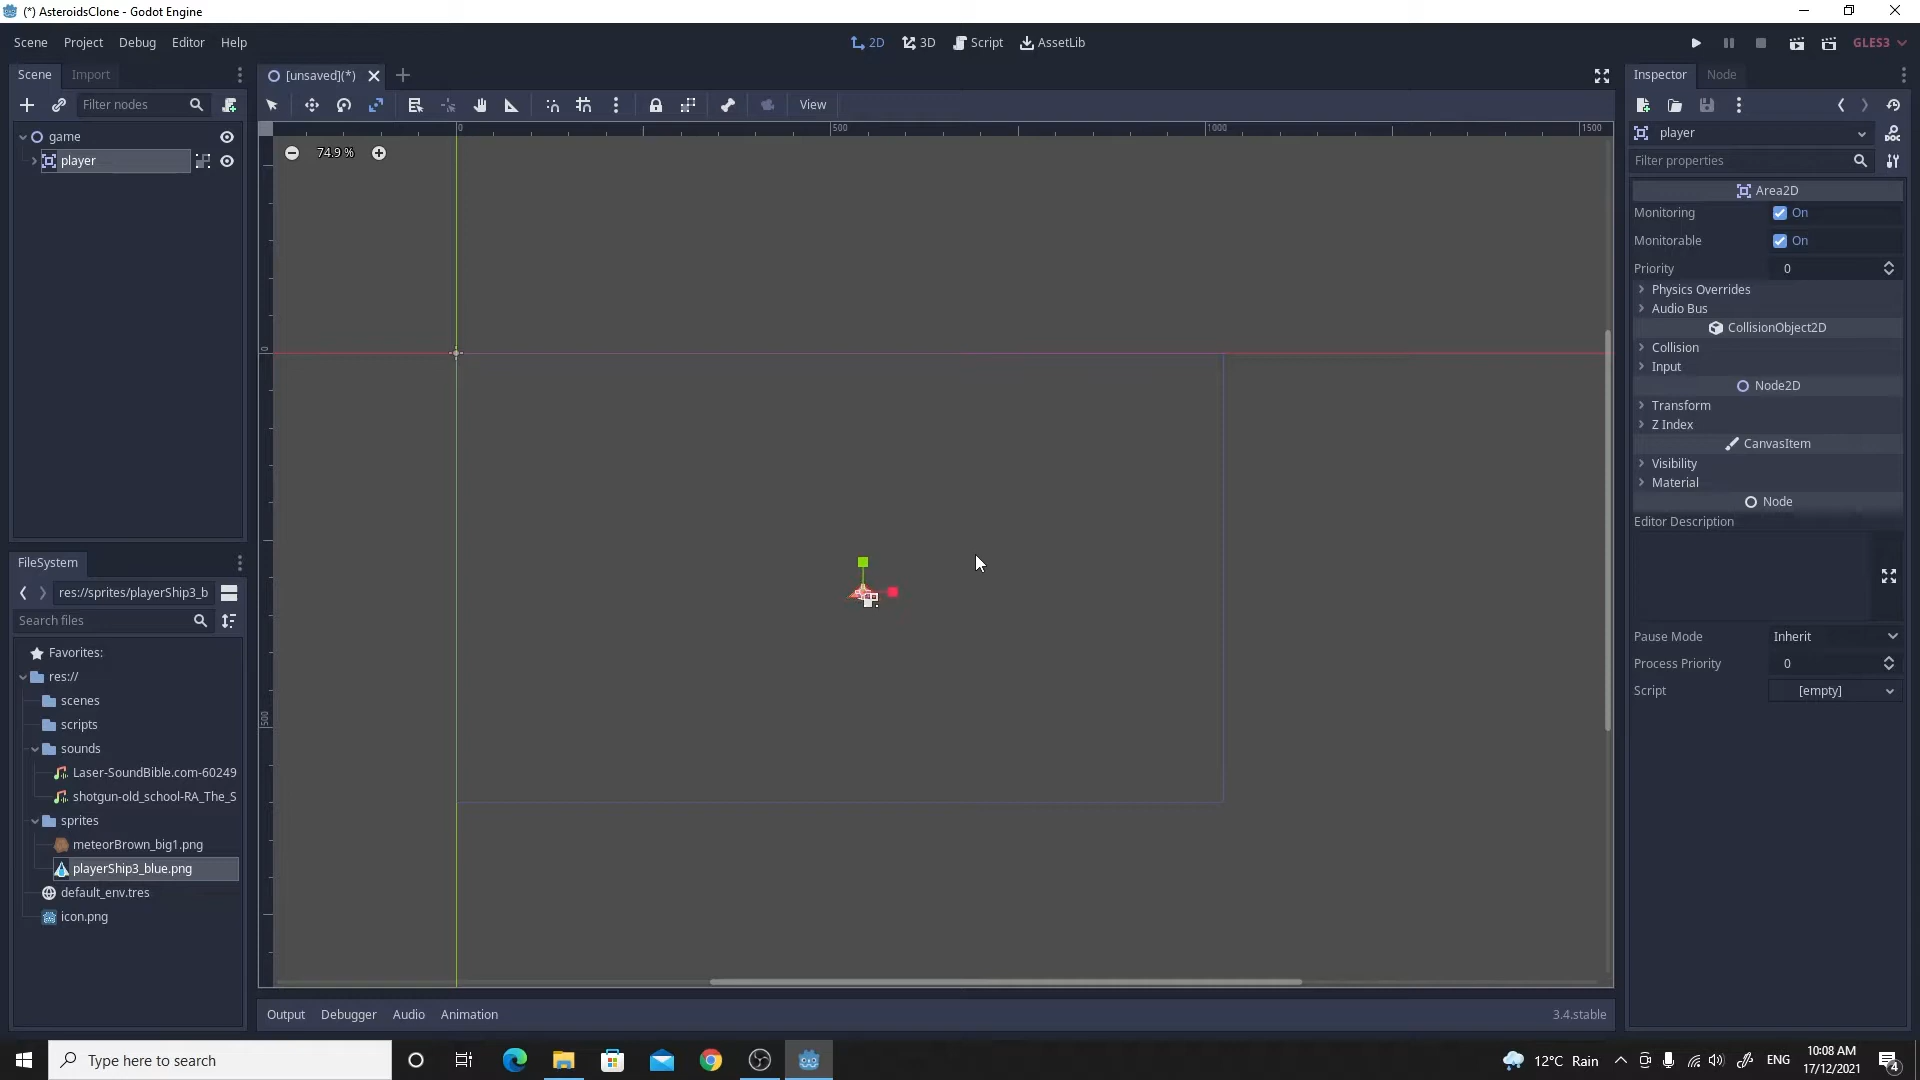 (*) AsteroidsClone - Godot Engine
Scene Project Debug Editor Help
2D 3D Script AssetLib
GLES3
Scene Import
[unsaved](*)
Inspector Node
Filter nodes
View
game
player
0 500 1000 1500
74.9 %
0
500
player
Filter properties
Area2D
Monitoring On
Monitorable On
Priority 0
Physics Overrides
Audio Bus
CollisionObject2D
Collision
Input
Node2D
Transform
Z Index
CanvasItem
Visibility
Material
Node
Editor Description
Pause Mode Inherit
Process Priority 0
Script [empty]
FileSystem
res://sprites/playerShip3_b
Search files
Favorites:
res://
scenes
scripts
sounds
Laser-SoundBible.com-60249
shotgun-old_school-RA_The_S
sprites
meteorBrown_big1.png
playerShip3_blue.png
default_env.tres
icon.png
Output Debugger Audio Animation
3.4.stable
Type here to search
12°C Rain
ENG
10:08 AM
17/12/2021
4